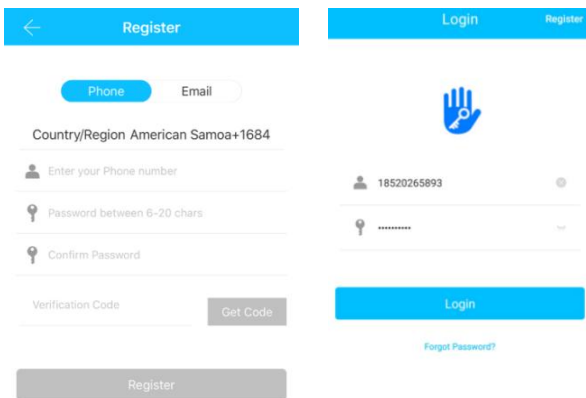 Register
Phone Email
Country/Region American Samoa+1684
Enter your Phone number
Password between 6-20 chars
Confirm Password
Verification Code Get Code
Register
Login Register
18520265893
··········
Login
Forgot Password?